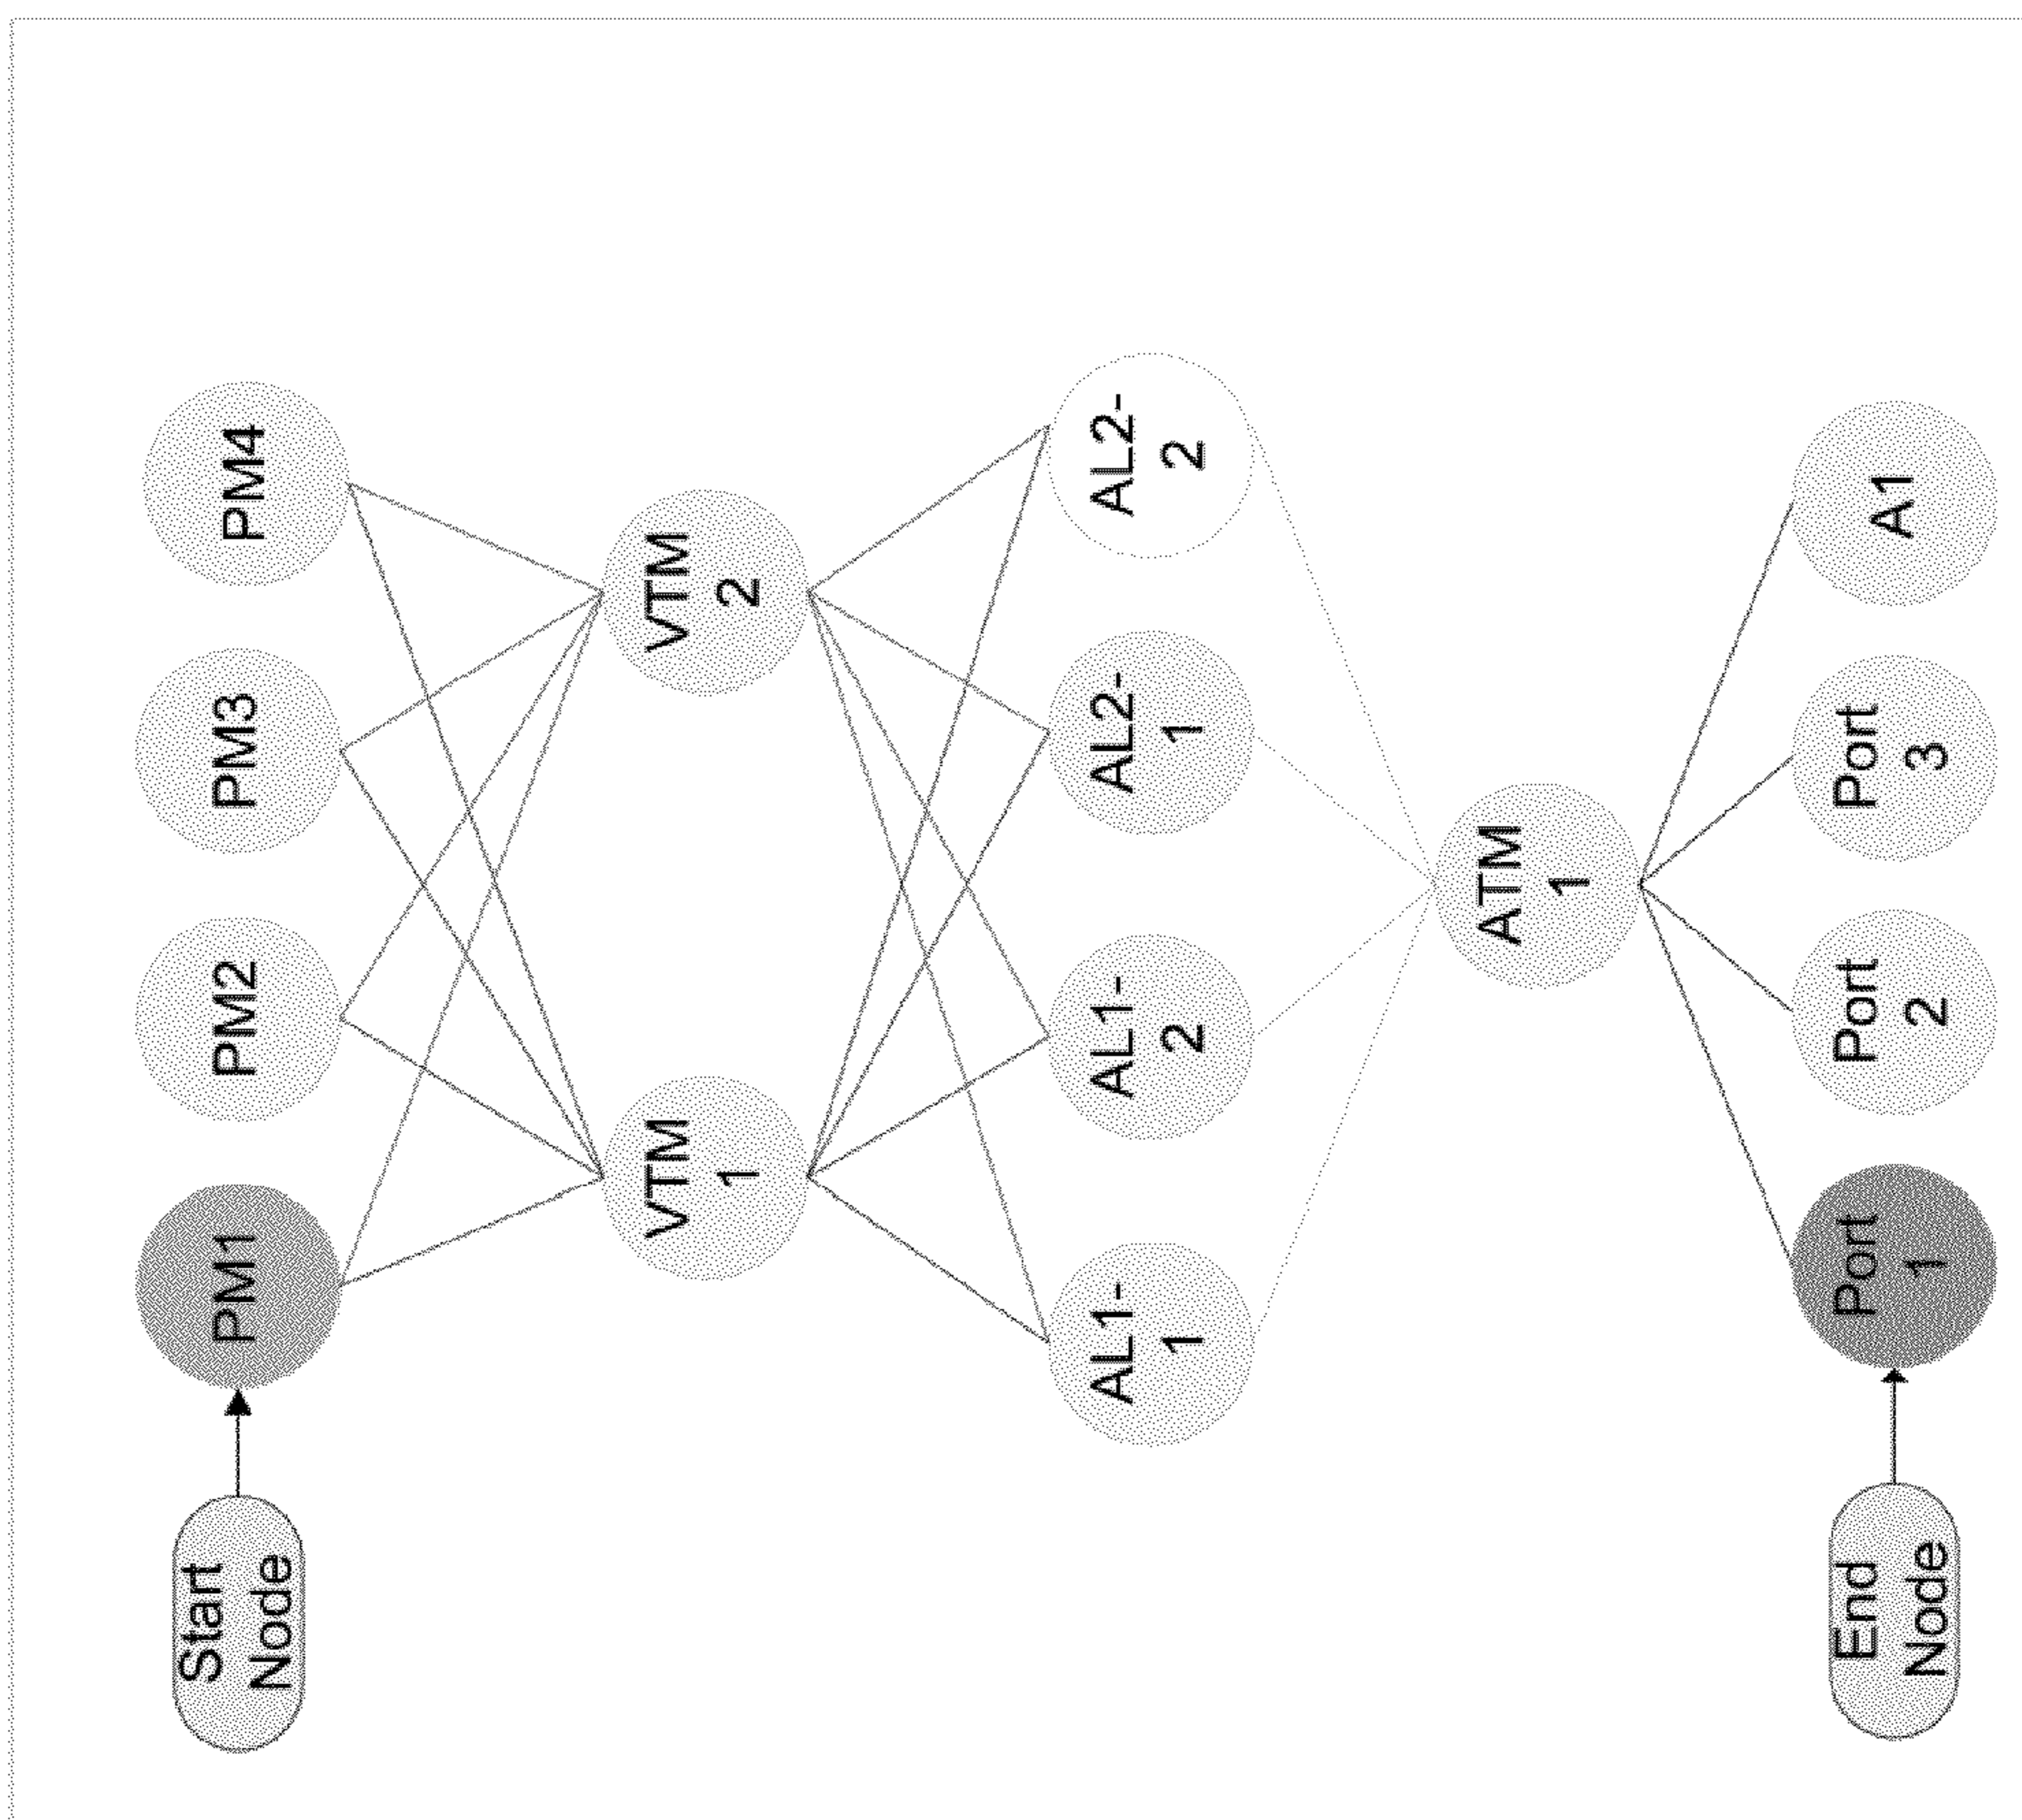 Start
Node
PM1
PM2
PM3
PM4
VTM
1
VTM
2
AL1-
1
AL1-
2
AL2-
1
AL2-
2
ATM
1
End
Node
Port
1
Port
2
Port
3
A1